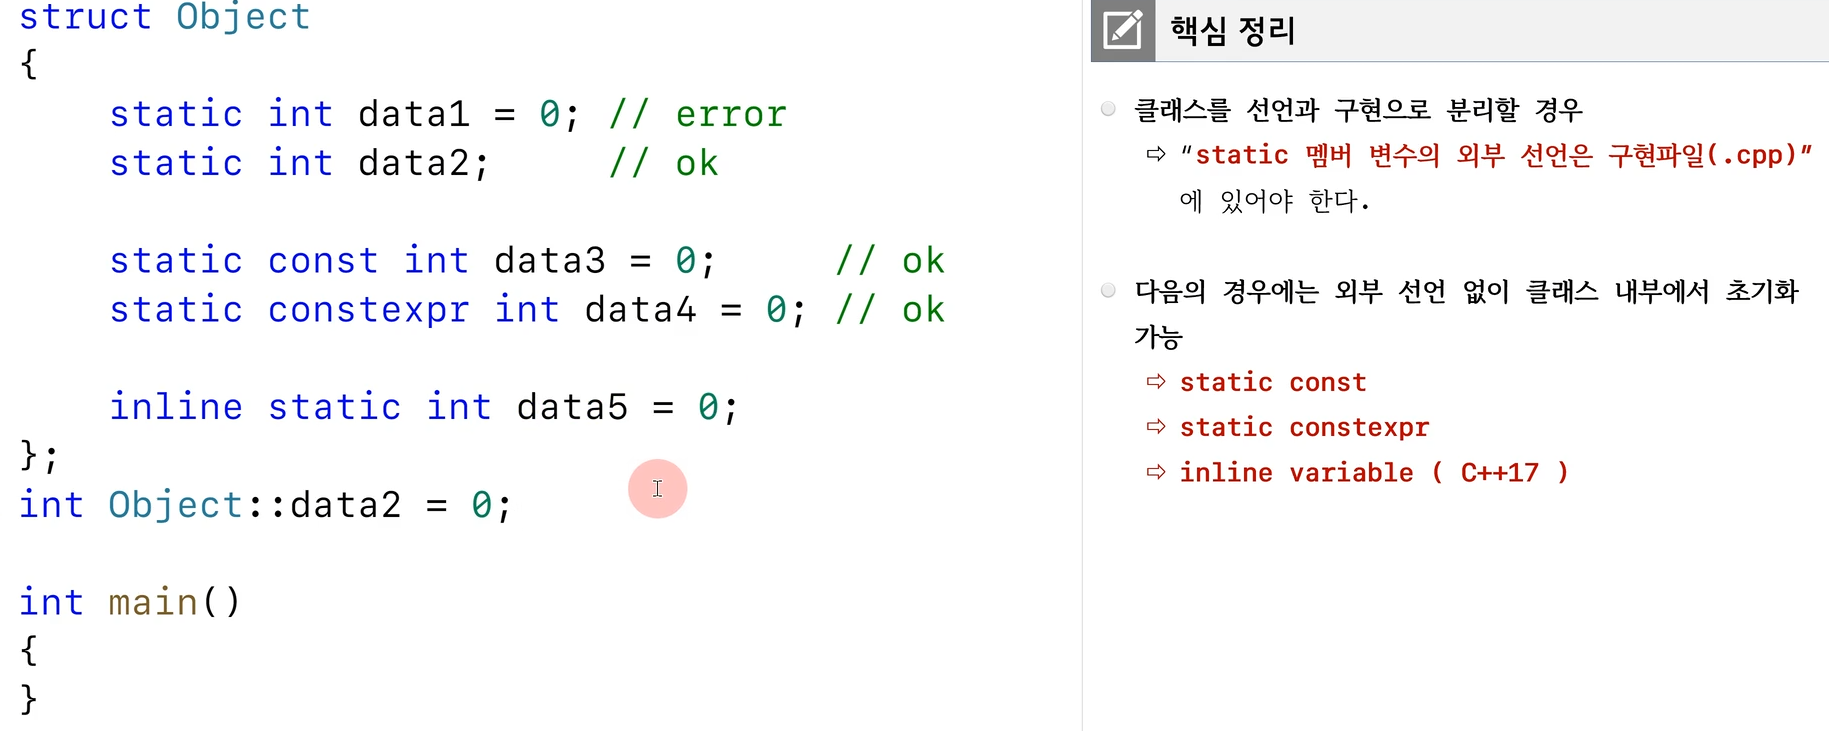 struct Object
{
    static int data1 = 0; // error
    static int data2;     // ok
    static const int data3 = 0;     // ok
    static constexpr int data4 = 0; // ok
    inline static int data5 = 0;
};
int Object::data2 = 0;
int main()
{
}
핵심 정리
클래스를 선언과 구현으로 분리할 경우
⇨ “static 멤버 변수의 외부 선언은 구현파일(.cpp)”
에 있어야 한다.
다음의 경우에는 외부 선언 없이 클래스 내부에서 초기화
가능
⇨ static const
⇨ static constexpr
⇨ inline variable ( C++17 )